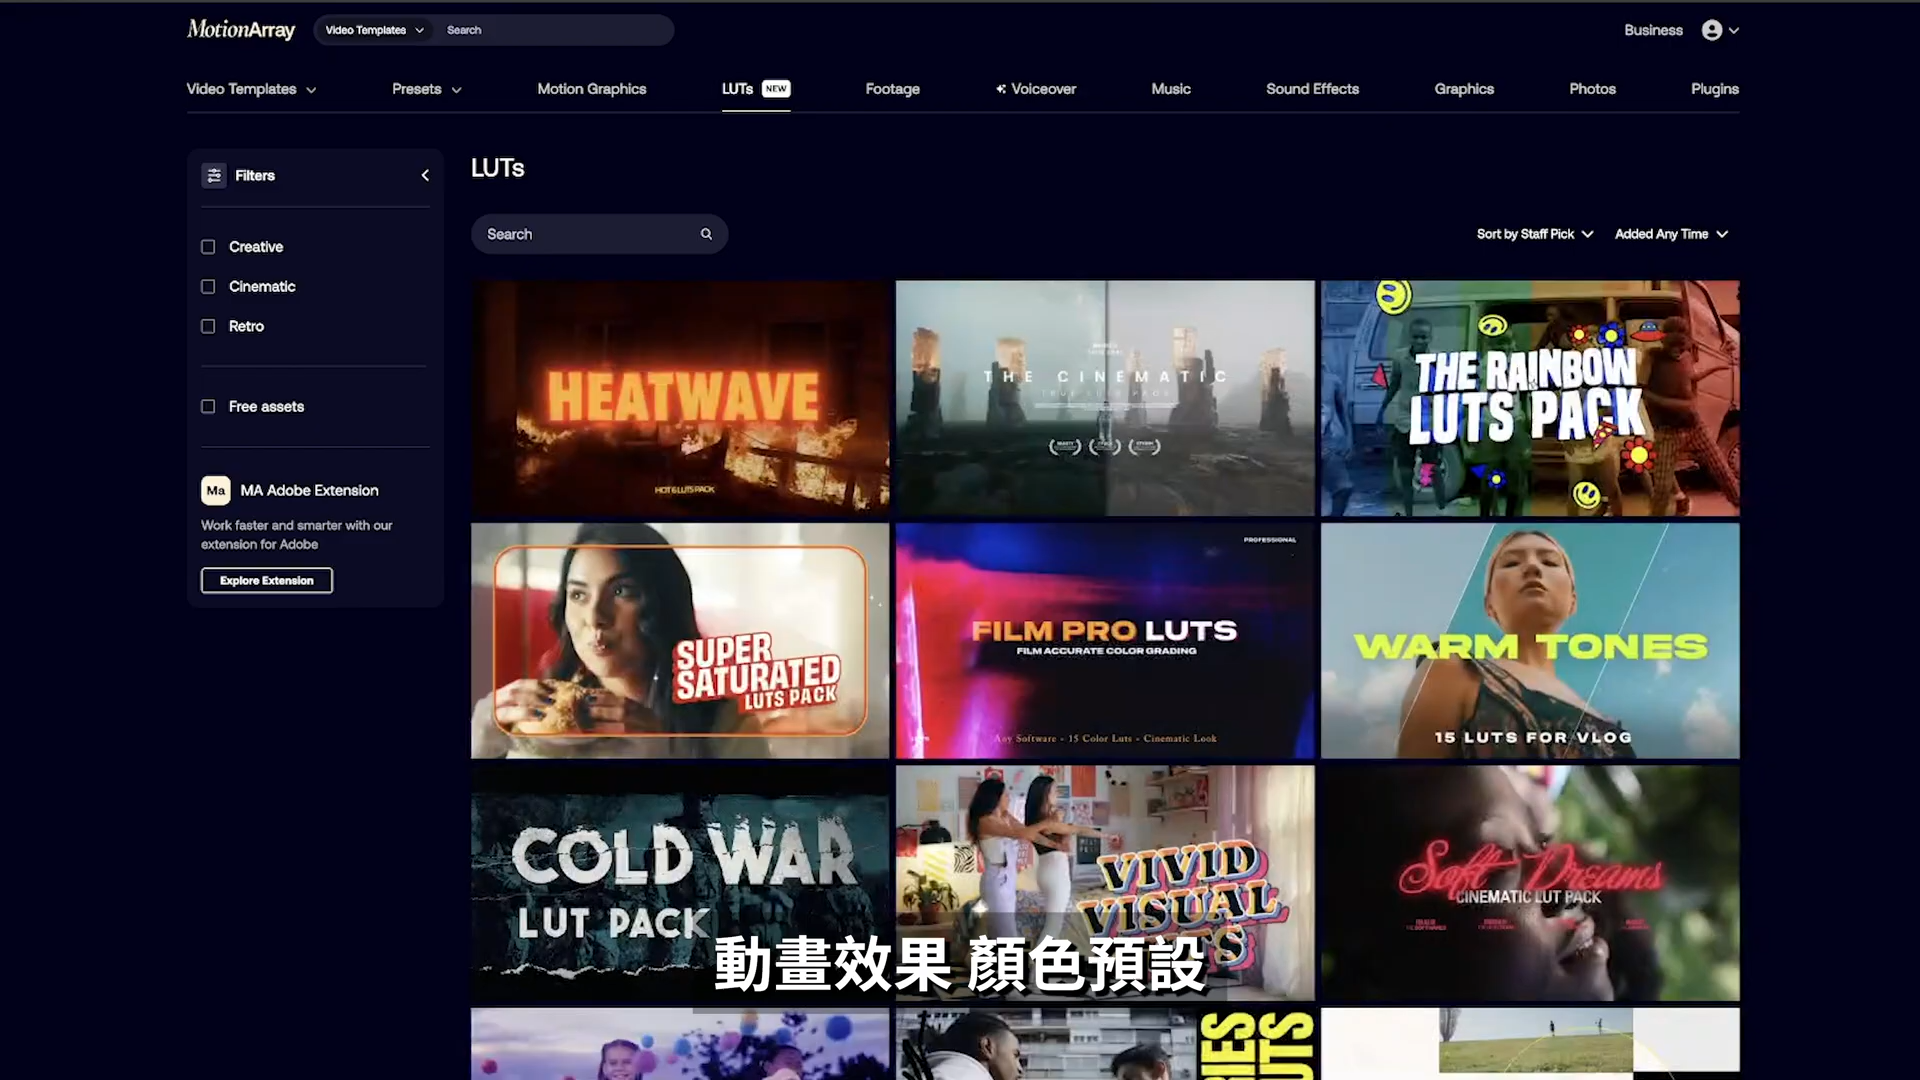 MotionArray
Video Templates
Search
Business
Video Templates
Presets
Motion Graphics
LUTs NEW
Footage
Voiceover
Music
Sound Effects
Graphics
Photos
Plugins
Filters
Creative
Cinematic
Retro
Free assets
Ma
MA Adobe Extension
Work faster and smarter with our
extension for Adobe
Explore Extension
LUTs
Search
Sort by Staff Pick
Added Any Time
HEATWAVE
HOT 6 LUTS PACK
THE CINEMATIC
THE RAINBOW
LUTS PACK
SUPER
SATURATED
LUTS PACK
PROFESSIONAL
FILM PRO LUTS
FILM ACCURATE COLOR GRADING
Any Software - 15 Color Luts - Cinematic Look
WARM TONES
15 LUTS FOR VLOG
COLD WAR
LUT PACK
VIVID
VISUAL
Soft Dreams
CINEMATIC LUT PACK
動畫效果 顏色預設